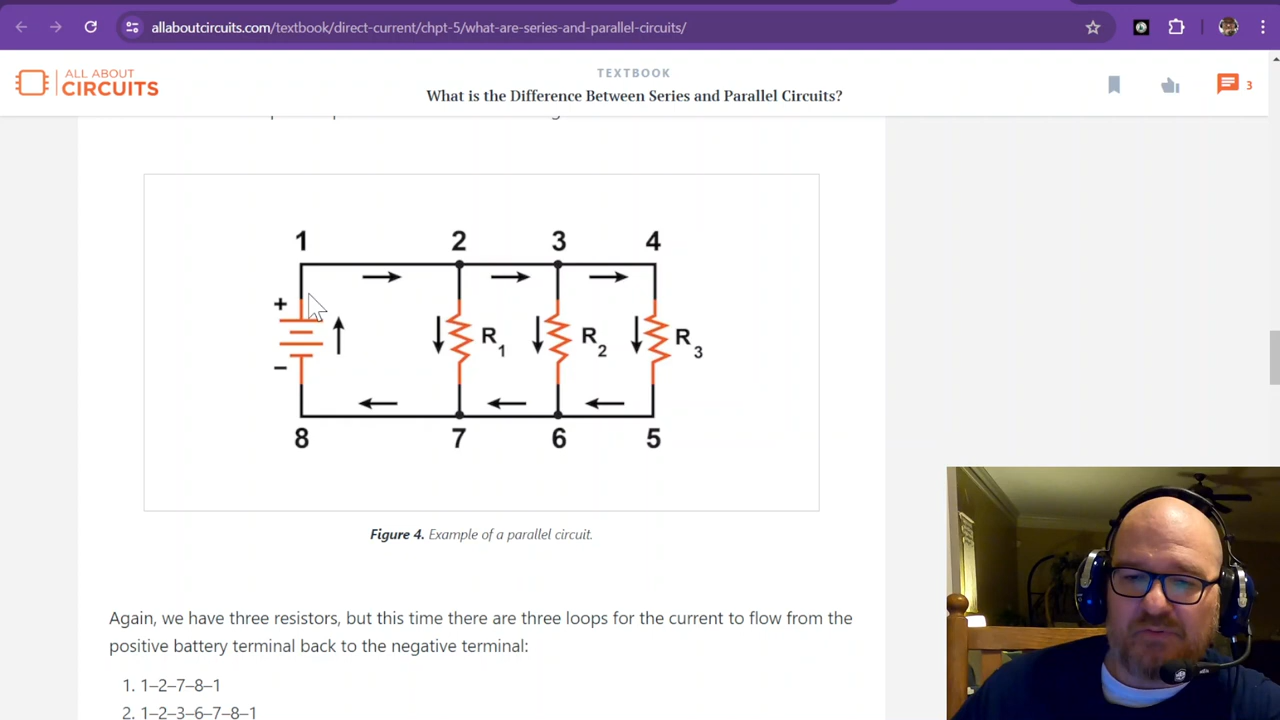 allaboutcircuits.com/textbook/direct-current/chpt-5/what-are-series-and-parallel-circuits/
ALL ABOUT
CIRCUITS
TEXTBOOK
What is the Difference Between Series and Parallel Circuits?
3
1 2 3 4
+
R1 R2 R3
−
8 7 6 5
Figure 4. Example of a parallel circuit.
Again, we have three resistors, but this time there are three loops for the current to flow from the
positive battery terminal back to the negative terminal:
1. 1–2–7–8–1
2. 1–2–3–6–7–8–1